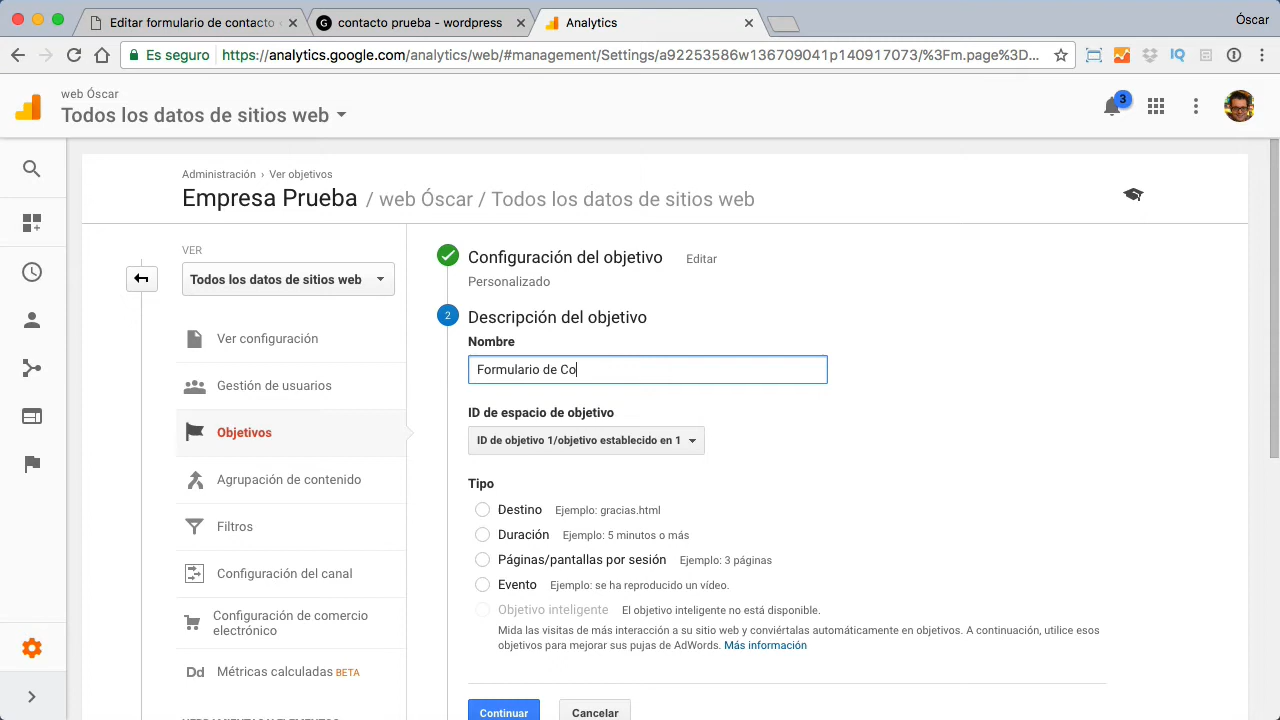 Editar formulario de contacto
contacto prueba - wordpress
Analytics
Óscar
Es seguro
https://analytics.google.com/analytics/web/#management/Settings/a92253586w136709041p140917073/%3Fm.page%3D...
web Óscar
Todos los datos de sitios web
3
Administración › Ver objetivos
Empresa Prueba / web Óscar / Todos los datos de sitios web
VER
Todos los datos de sitios web
Ver configuración
Gestión de usuarios
Objetivos
Agrupación de contenido
Filtros
Configuración del canal
Configuración de comercio
electrónico
Dd Métricas calculadas BETA
Configuración del objetivo Editar
Personalizado
2 Descripción del objetivo
Nombre
Formulario de Co
ID de espacio de objetivo
ID de objetivo 1/objetivo establecido en 1
Tipo
Destino Ejemplo: gracias.html
Duración Ejemplo: 5 minutos o más
Páginas/pantallas por sesión Ejemplo: 3 páginas
Evento Ejemplo: se ha reproducido un vídeo.
Objetivo inteligente El objetivo inteligente no está disponible.
Mida las visitas de más interacción a su sitio web y conviértalas automáticamente en objetivos. A continuación, utilice esos
objetivos para mejorar sus pujas de AdWords. Más información
Continuar
Cancelar